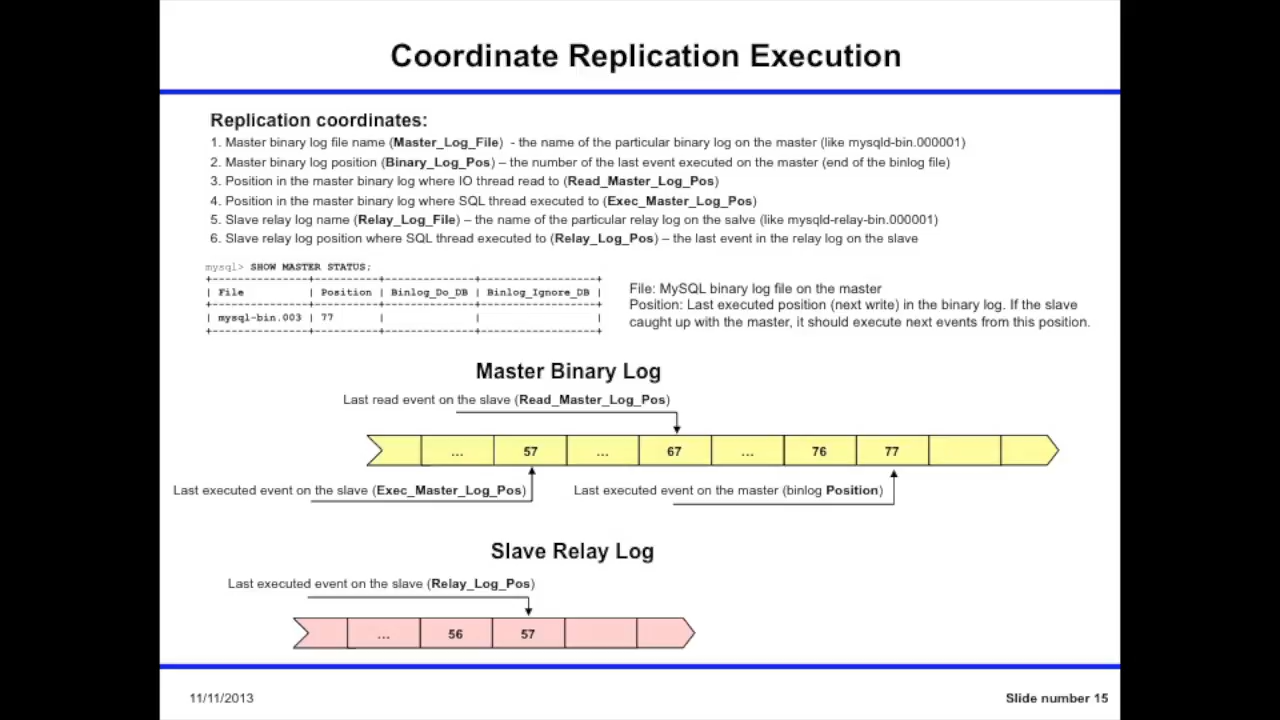 Coordinate Replication Execution
Replication coordinates:
1. Master binary log file name (Master_Log_File)  - the name of the particular binary log on the master (like mysqld-bin.000001)
2. Master binary log position (Binary_Log_Pos) – the number of the last event executed on the master (end of the binlog file)
3. Position in the master binary log where IO thread read to (Read_Master_Log_Pos)
4. Position in the master binary log where SQL thread executed to (Exec_Master_Log_Pos)
5. Slave relay log name (Relay_Log_File) – the name of the particular relay log on the salve (like mysqld-relay-bin.000001)
6. Slave relay log position where SQL thread executed to (Relay_Log_Pos) – the last event in the relay log on the slave
mysql> SHOW MASTER STATUS;
+---------------+----------+--------------+------------------+
| File | Position | Binlog_Do_DB | Binlog_Ignore_DB |
+---------------+----------+--------------+------------------+
| mysql-bin.003 | 77 | | |
+---------------+----------+--------------+------------------+
File: MySQL binary log file on the master
Position: Last executed position (next write) in the binary log. If the slave
caught up with the master, it should execute next events from this position.
Master Binary Log
Last read event on the slave (Read_Master_Log_Pos)
... 57 ... 67 ... 76 77
Last executed event on the slave (Exec_Master_Log_Pos)
Last executed event on the master (binlog Position)
Slave Relay Log
Last executed event on the slave (Relay_Log_Pos)
... 56 57
11/11/2013
Slide number 15